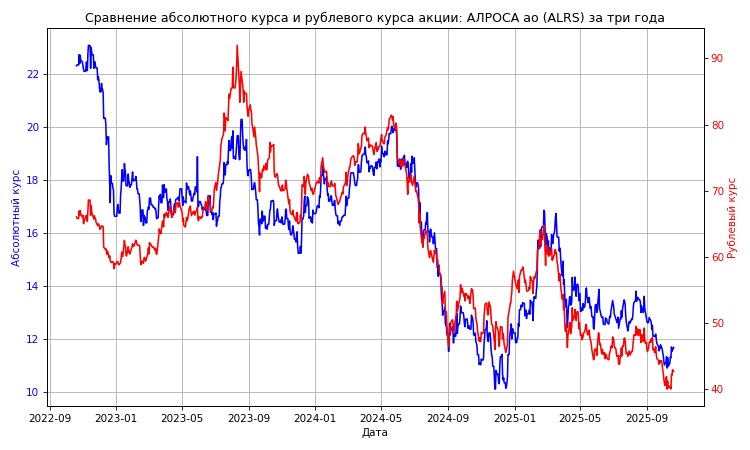 Сравнение абсолютного курса и рублевого курса акции: АЛРОСА ао (ALRS) за три года
Абсолютный курс
22
20
18
16
14
12
10
90
80
70
60
50
40
Рублевый курс
2022-09 2023-01 2023-05 2023-09 2024-01 2024-05 2024-09 2025-01 2025-05 2025-09
Дата